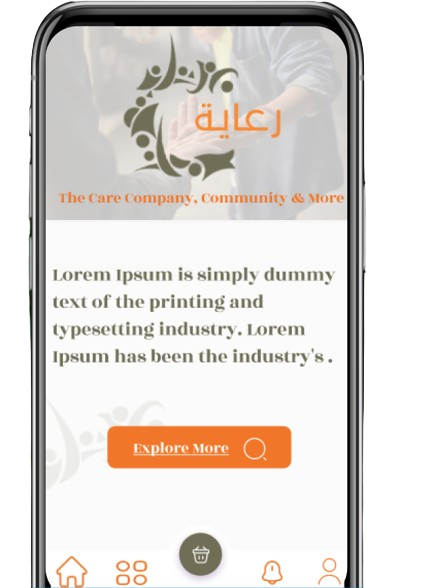 رعاية
The Care Company, Community & More
Lorem Ipsum is simply dummy
text of the printing and
typesetting industry. Lorem
Ipsum has been the industry's .
Explore More